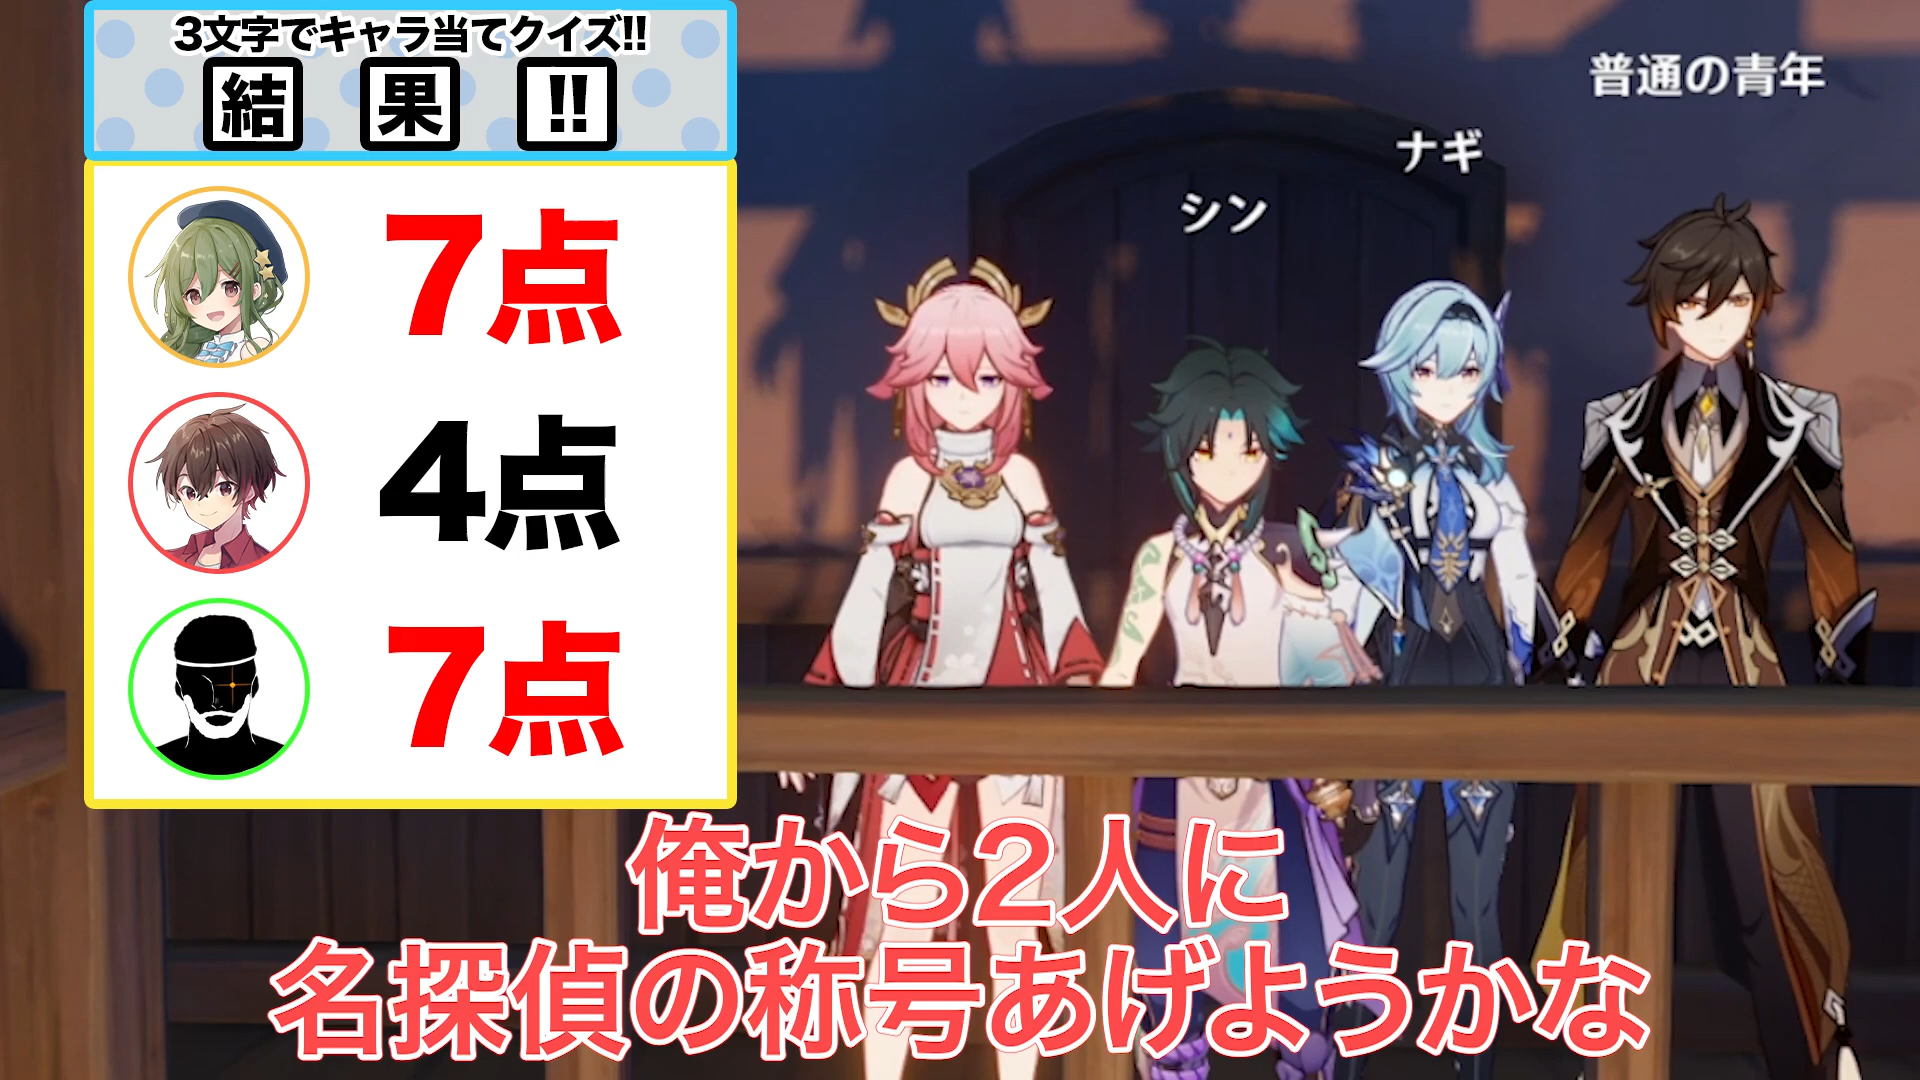 3文字でキャラ当てクイズ!!
結果!!
7点
4点
7点
普通の青年
ナギ
シン
俺から2人に
名探偵の称号あげようかな